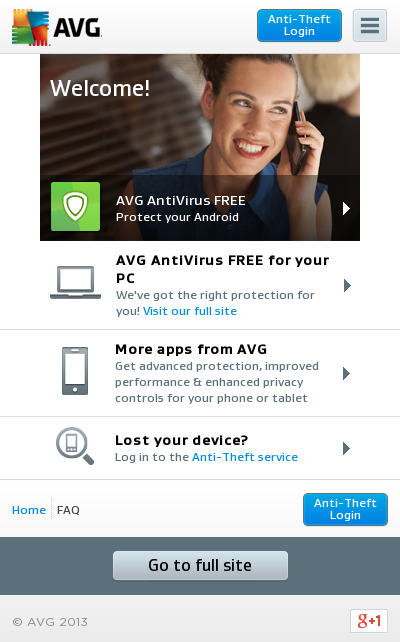 AVG.
Anti-Theft
Login
Welcome!
AVG AntiVirus FREE
Protect your Android
AVG AntiVirus FREE for your
PC
We've got the right protection for
you! Visit our full site
More apps from AVG
Get advanced protection, improved
performance & enhanced privacy
controls for your phone or tablet
Lost your device?
Log in to the Anti-Theft service
Home FAQ
Anti-Theft
Login
Go to full site
© AVG 2013
g+1